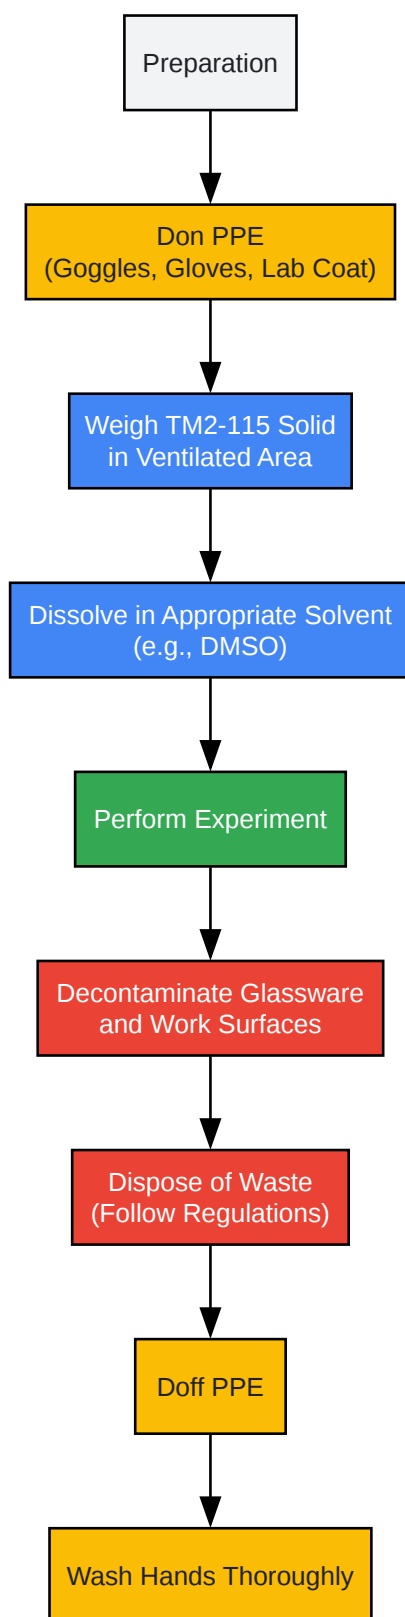 Preparation
Don PPE
(Goggles, Gloves, Lab Coat)
Weigh TM2-115 Solid
in Ventilated Area
Dissolve in Appropriate Solvent
(e.g., DMSO)
Perform Experiment
Decontaminate Glassware
and Work Surfaces
Dispose of Waste
(Follow Regulations)
Doff PPE
Wash Hands Thoroughly